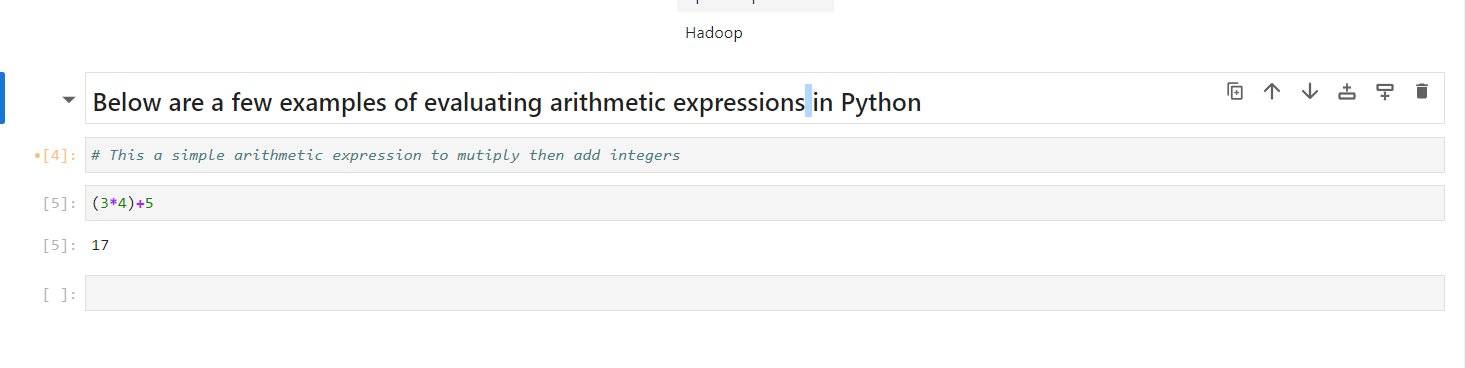 Hadoop
Below are a few examples of evaluating arithmetic expressions in Python
[4]: # This a simple arithmetic expression to mutiply then add integers
[5]: (3*4)+5
[5]: 17
[ ]: